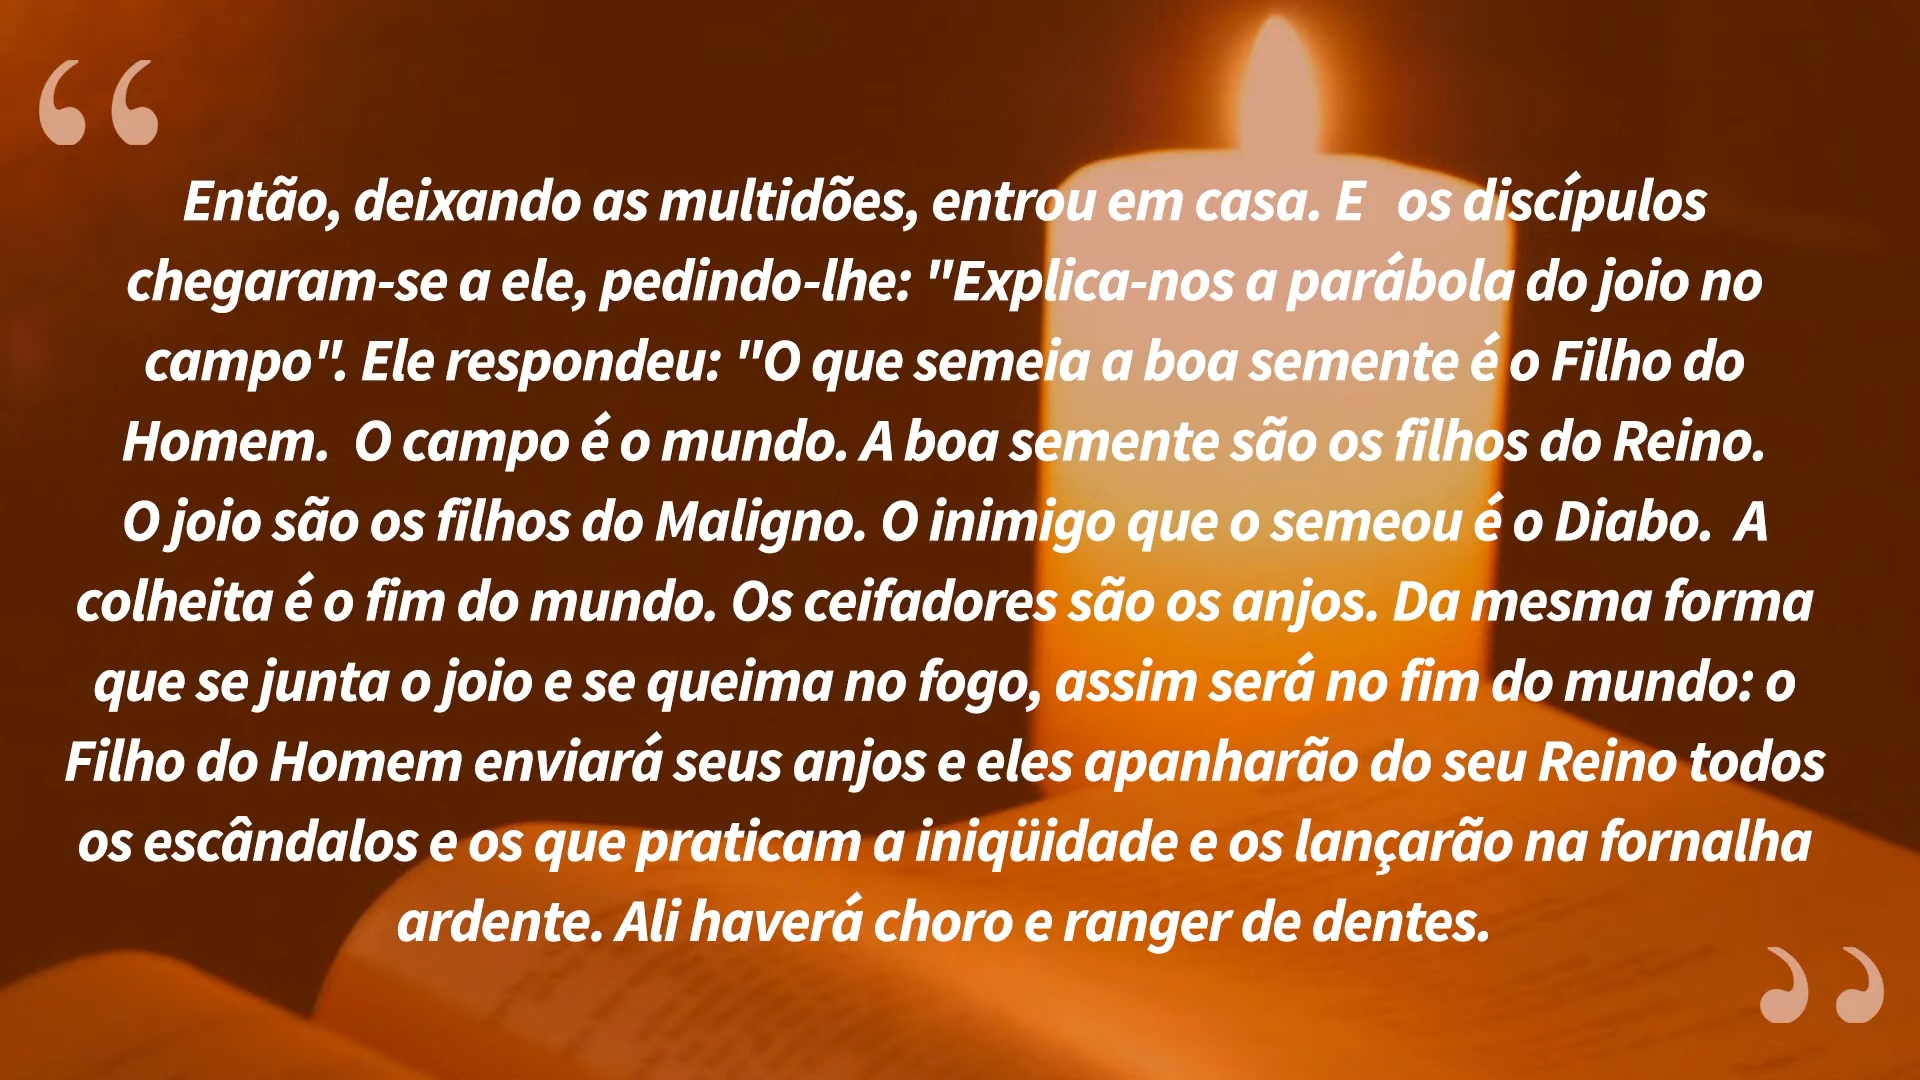 “
Então, deixando as multidões, entrou em casa. E os discípulos
chegaram-se a ele, pedindo-lhe: "Explica-nos a parábola do joio no
campo". Ele respondeu: "O que semeia a boa semente é o Filho do
Homem. O campo é o mundo. A boa semente são os filhos do Reino.
O joio são os filhos do Maligno. O inimigo que o semeou é o Diabo. A
colheita é o fim do mundo. Os ceifadores são os anjos. Da mesma forma
que se junta o joio e se queima no fogo, assim será no fim do mundo: o
Filho do Homem enviará seus anjos e eles apanharão do seu Reino todos
os escândalos e os que praticam a iniqüidade e os lançarão na fornalha
ardente. Ali haverá choro e ranger de dentes.
”